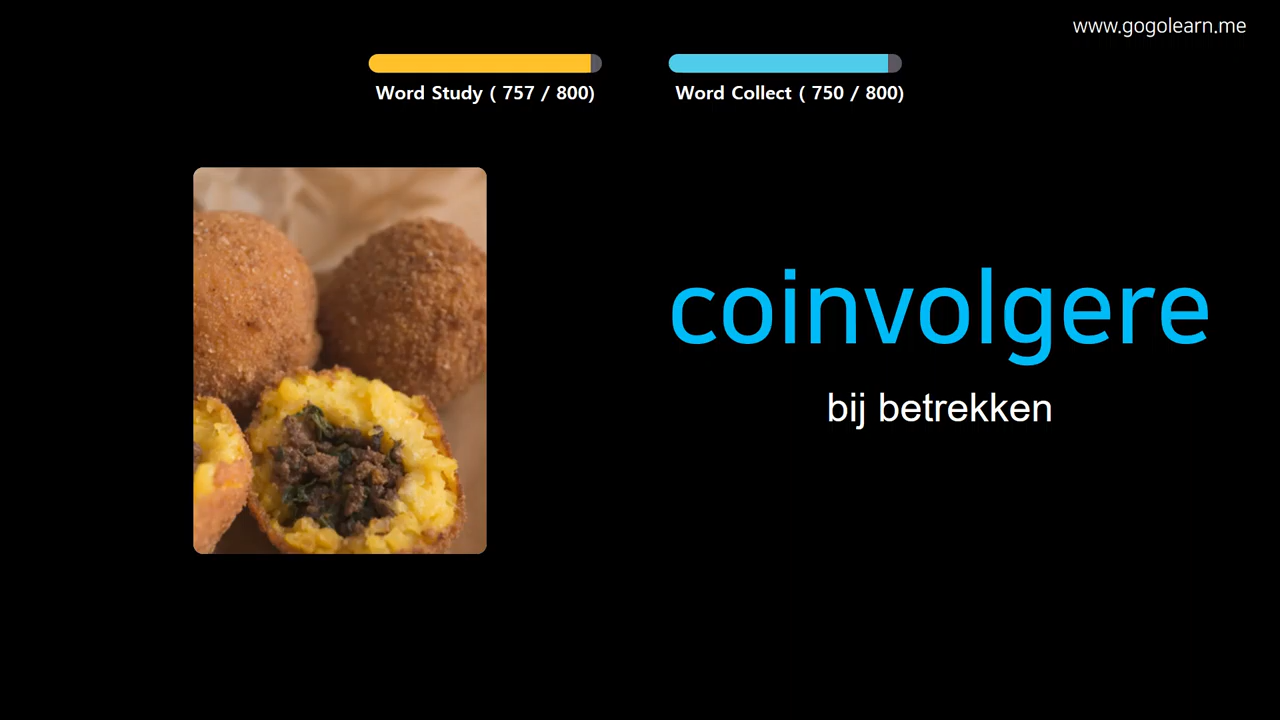 www.gogolearn.me
Word Study ( 757 / 800)
Word Collect ( 750 / 800)
coinvolgere
bij betrekken